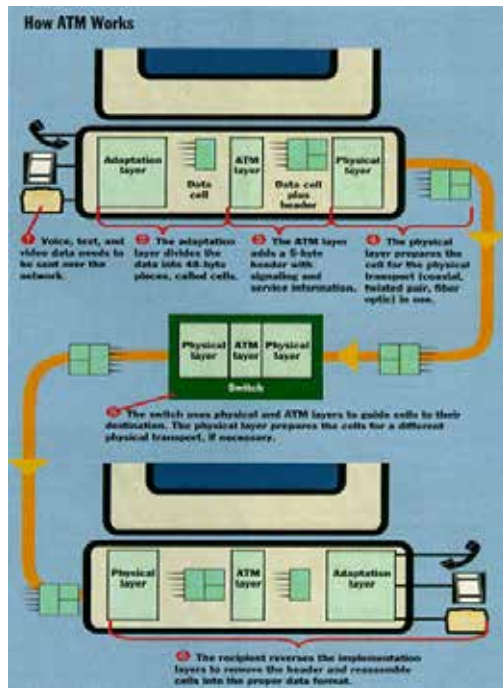 How ATM Works
Adaptation
layer
Data
cell
ATM
layer
Data cell
plus
header
Physical
layer
1 Voice, text, and
video data needs to
be sent over the
network.
2 The adaptation
layer divides the
data into 48-byte
pieces, called cells.
3 The ATM layer
adds a 5-byte
header with
signaling and
service information.
4 The physical
layer prepares the
cell for the physical
transport (coaxial,
twisted pair, fiber
optic) in use.
Physical
layer
ATM
layer
Physical
layer
Switch
5 The switch uses physical and ATM layers to guide cells to their
destination. The physical layer prepares the cells for a different
physical transport, if necessary.
Physical
layer
ATM
layer
Adaptation
layer
6 The recipient reverses the implementation
layers to remove the header and reassemble
cells into the proper data format.